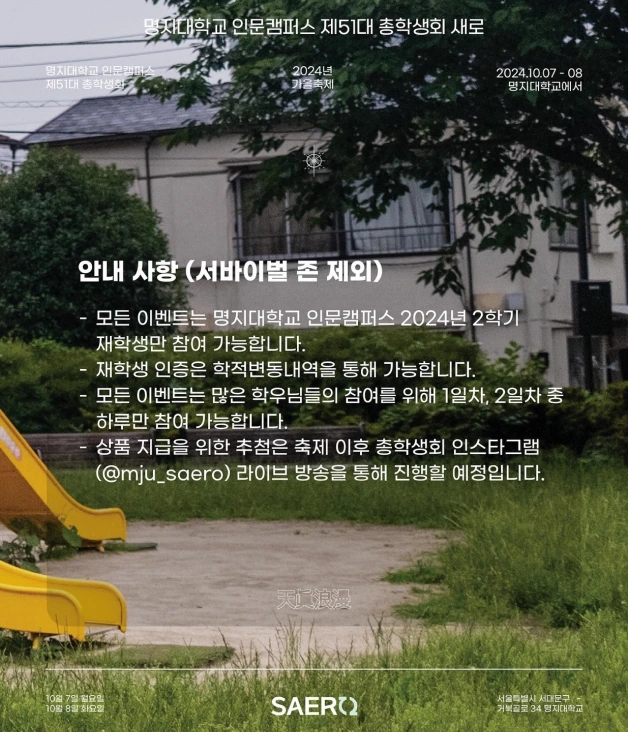 명지대학교 인문캠퍼스 제51대 총학생회 새로
명지대학교 인문캠퍼스
제51대 총학생회
2024년
가을축제
2024.10.07 - 08
명지대학교에서
안내 사항 (서바이벌 존 제외)
- 모든 이벤트는 명지대학교 인문캠퍼스 2024년 2학기
재학생만 참여 가능합니다.
- 재학생 인증은 학적변동내역을 통해 가능합니다.
- 모든 이벤트는 많은 학우님들의 참여를 위해 1일차, 2일차 중
하루만 참여 가능합니다.
- 상품 지급을 위한 추첨은 축제 이후 총학생회 인스타그램
(@mju_saero) 라이브 방송을 통해 진행할 예정입니다.
天眞浪漫
10월 7일 월요일
10월 8일 화요일
SAERO
서울특별시 서대문구 -
거북골로 34 명지대학교